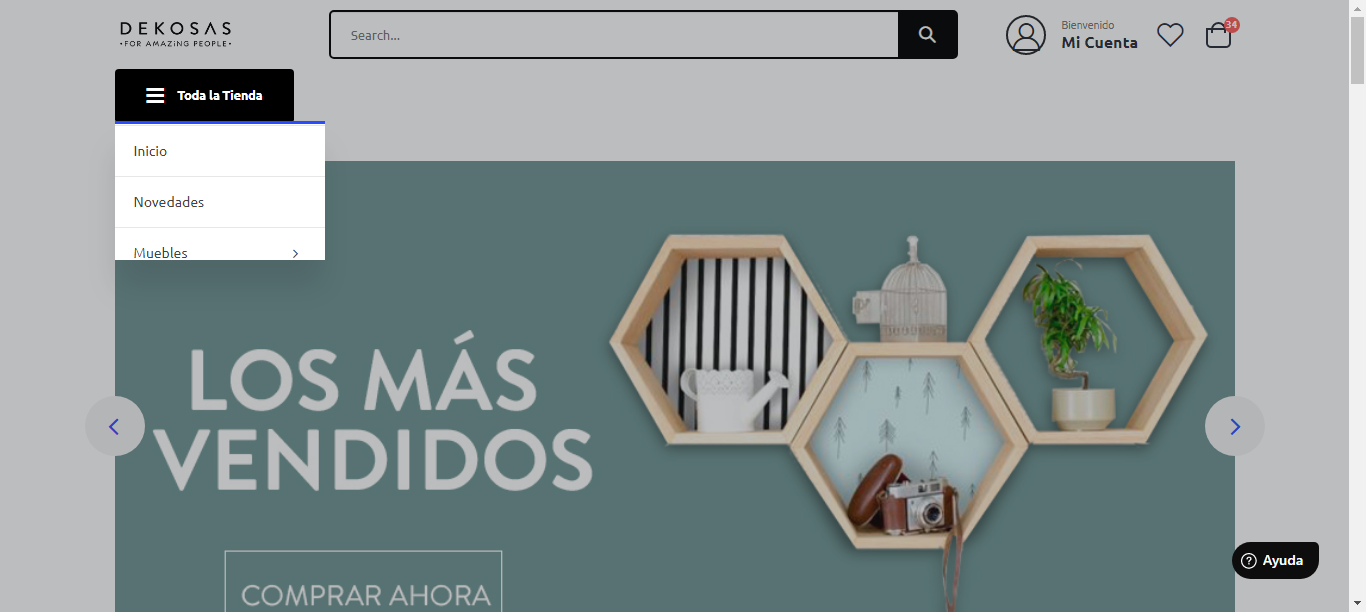 DEKOSAS
•FOR AMAZING PEOPLE•
Search...
Bienvenido
Mi Cuenta
34
Toda la Tienda
Inicio
Novedades
Muebles
LOS MÁS
VENDIDOS
COMPRAR AHORA
Ayuda